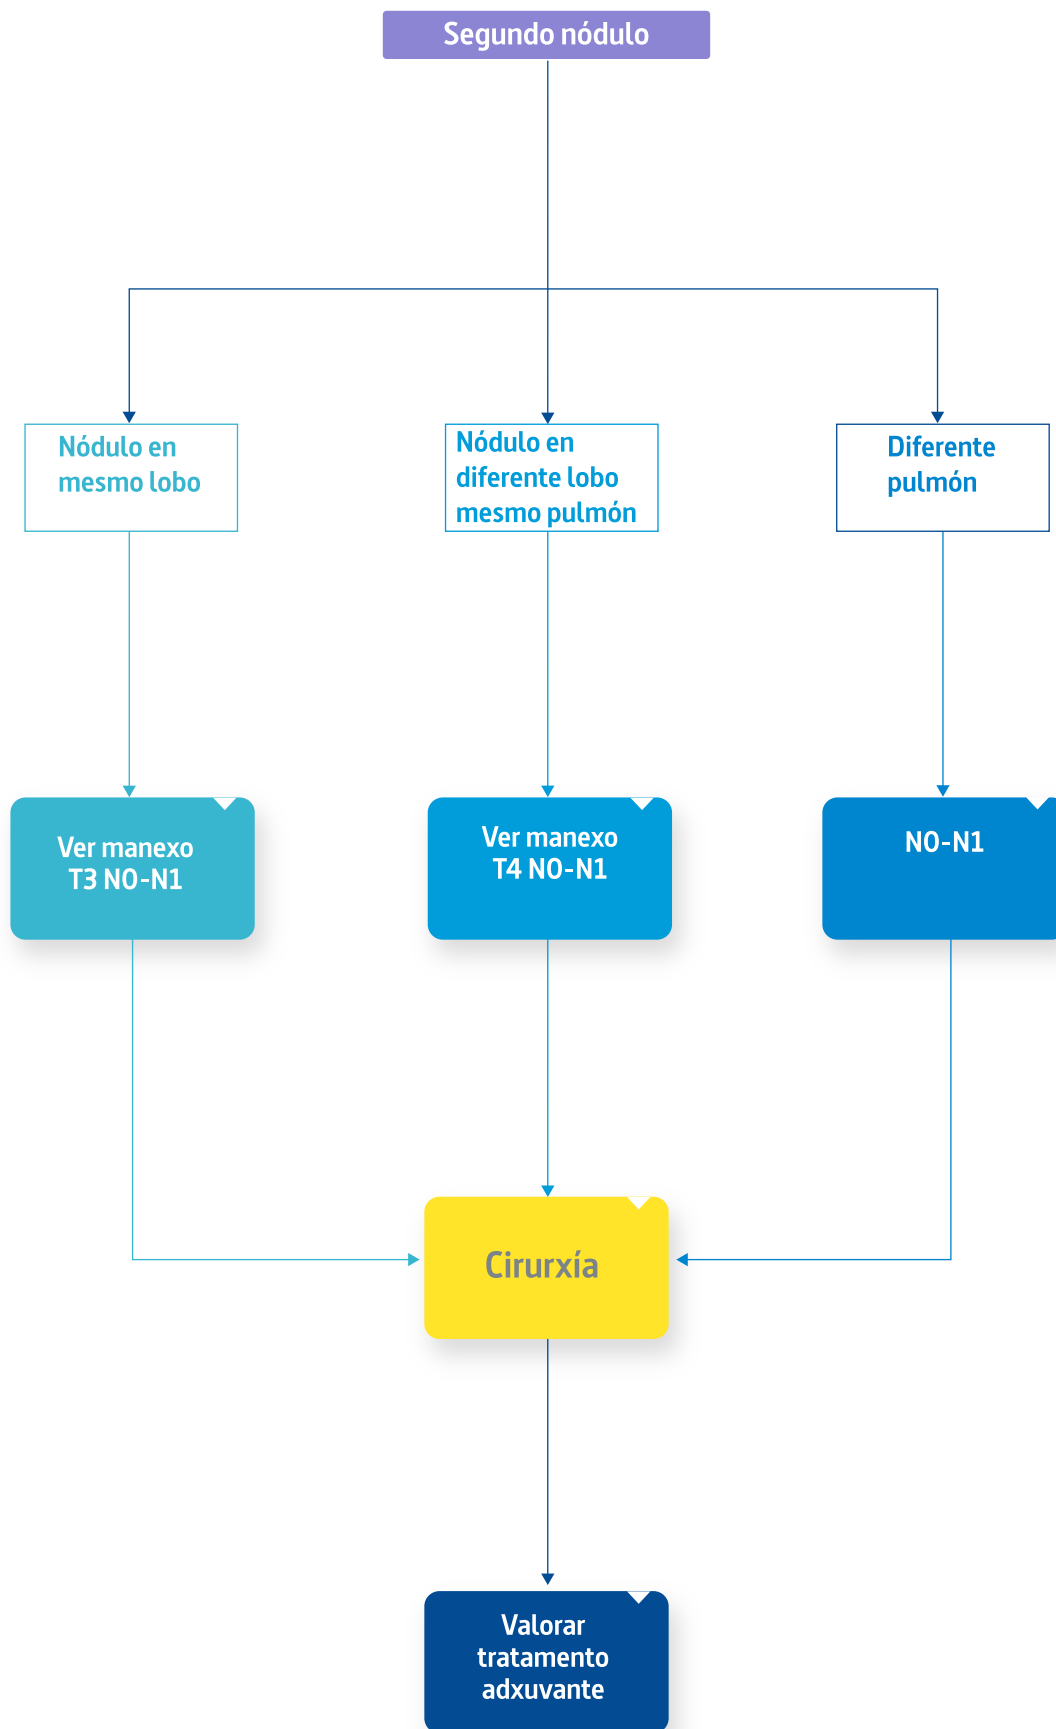 Segundo nódulo
Nódulo en
mesmo lobo
Nódulo en
diferente lobo
mesmo pulmón
Diferente
pulmón
Ver manexo
T3 N0-N1
Ver manexo
T4 N0-N1
N0-N1
Cirurxía
Valorar
tratamento
adxuvante